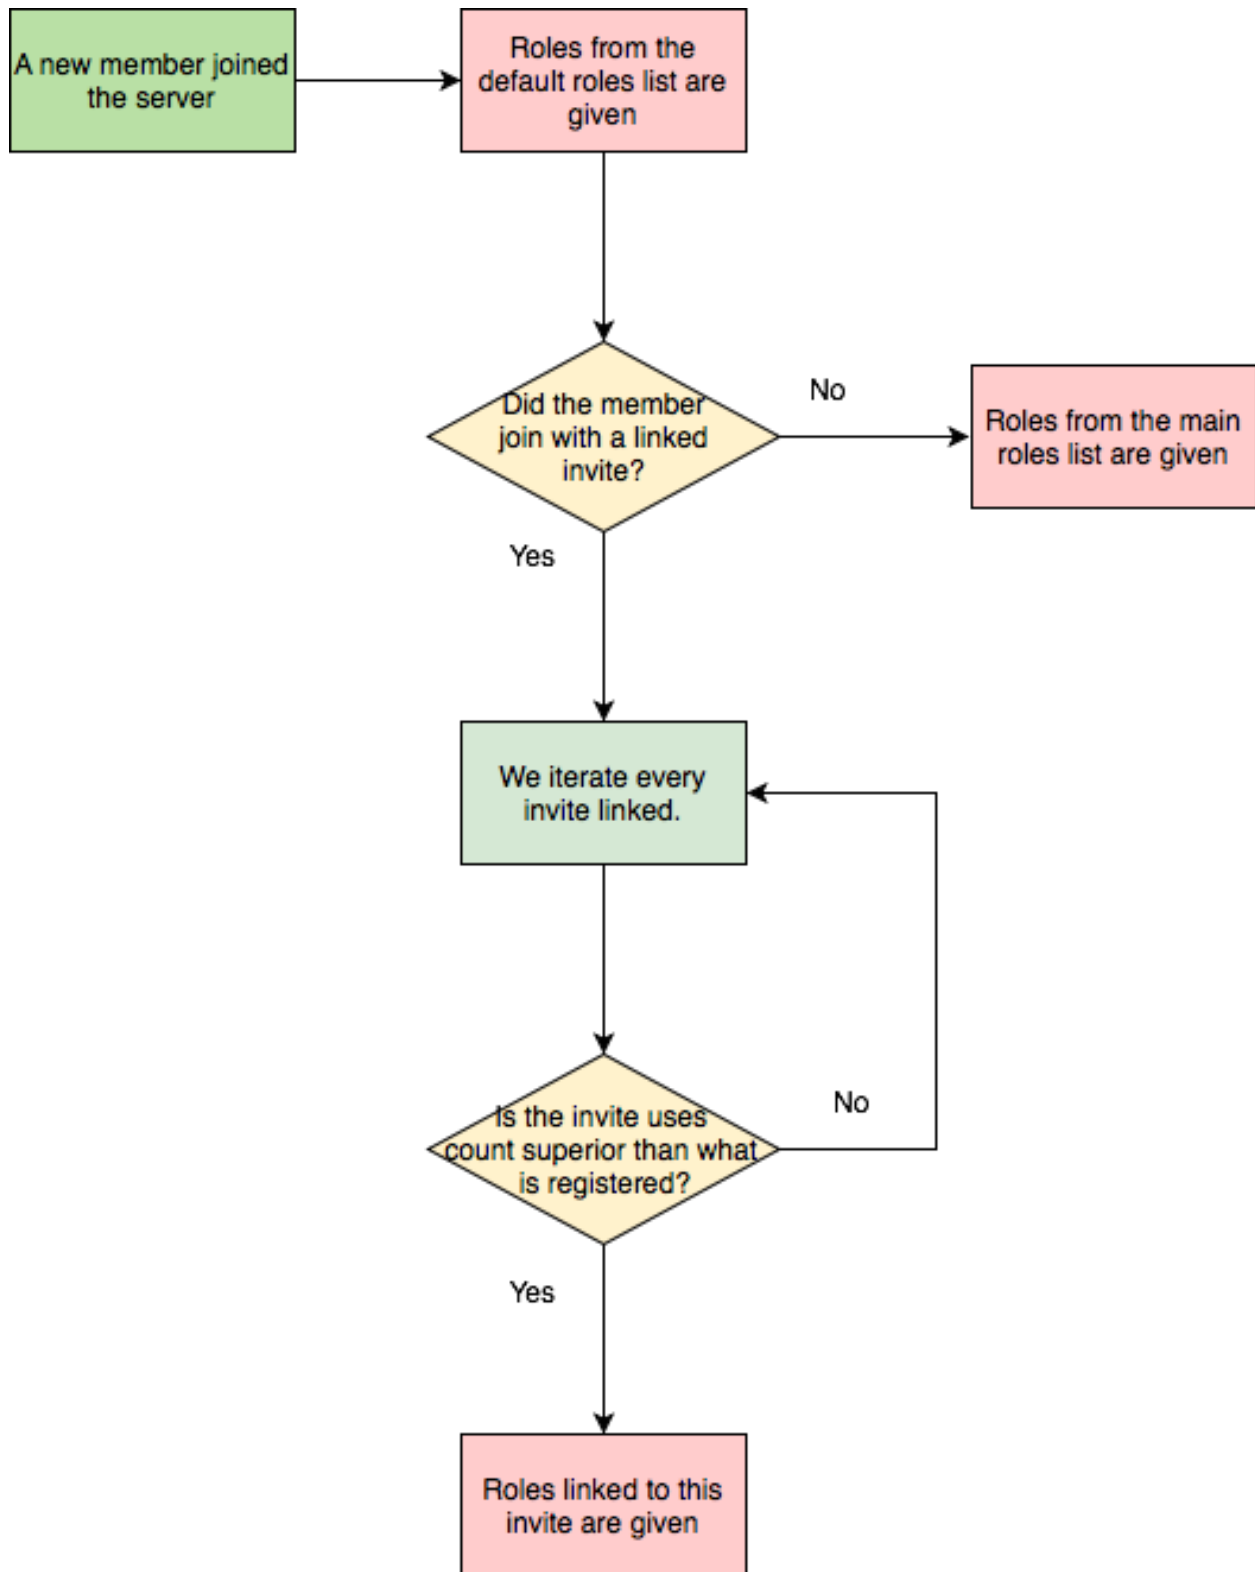 A new member joined
the server
Roles from the
default roles list are
given
Did the member
join with a linked
invite?
No
Roles from the main
roles list are given
Yes
We iterate every
invite linked.
Is the invite uses
count superior than what
is registered?
No
Yes
Roles linked to this
invite are given